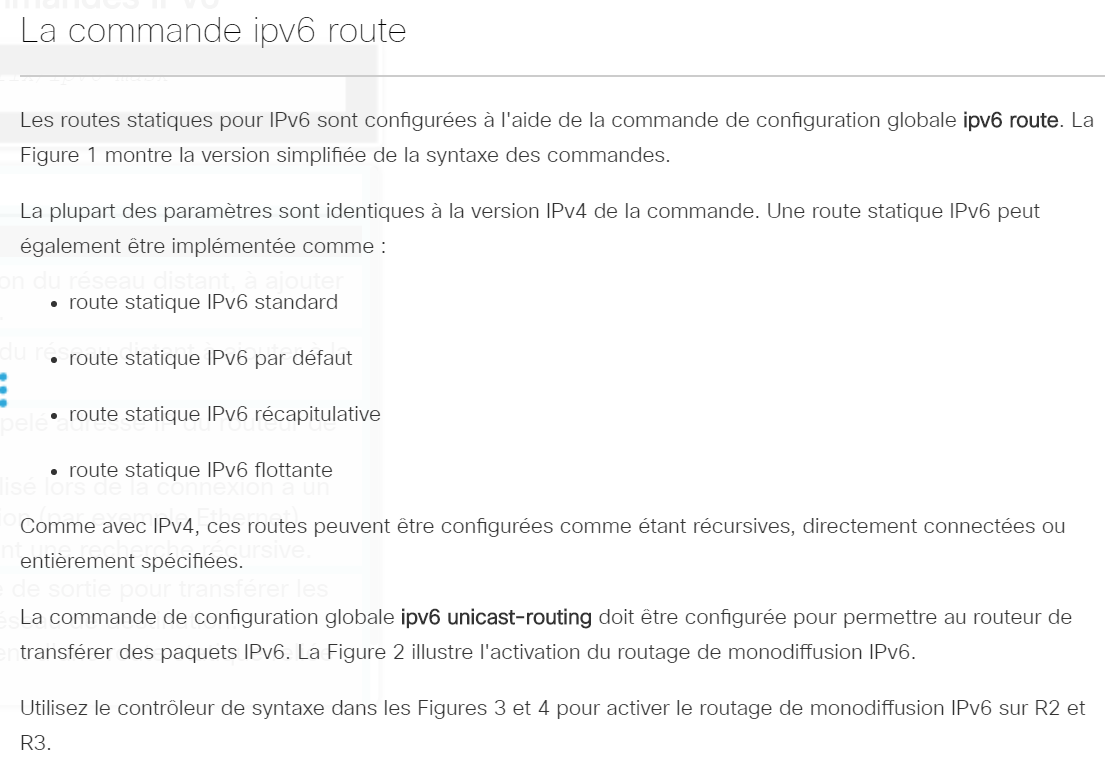 La commande ipv6 route
Les routes statiques pour IPv6 sont configurées à l'aide de la commande de configuration globale ipv6 route. La
Figure 1 montre la version simplifiée de la syntaxe des commandes.
La plupart des paramètres sont identiques à la version IPv4 de la commande. Une route statique IPv6 peut
également être implémentée comme :
• route statique IPv6 standard
• route statique IPv6 par défaut
• route statique IPv6 récapitulative
• route statique IPv6 flottante
Comme avec IPv4, ces routes peuvent être configurées comme étant récursives, directement connectées ou
entièrement spécifiées.
La commande de configuration globale ipv6 unicast-routing doit être configurée pour permettre au routeur de
transférer des paquets IPv6. La Figure 2 illustre l'activation du routage de monodiffusion IPv6.
Utilisez le contrôleur de syntaxe dans les Figures 3 et 4 pour activer le routage de monodiffusion IPv6 sur R2 et
R3.